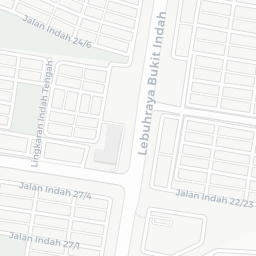 Jalan Indah 24/6
Lebuhraya Bukit Indah
Lingkaran Indah Tengah
Jalan Indah 27/4
Jalan Indah 22/23
Jalan Indah 27/1